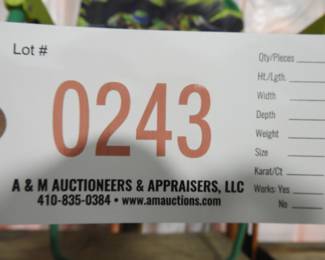 Lot #
0243
A & M AUCTIONEERS & APPRAISERS, LLC
410-835-0384 • www.amauctions.com
Qty/Pieces
Ht./Lgth.
Width
Depth
Weight
Size
Karat/Ct
Works: Yes
No